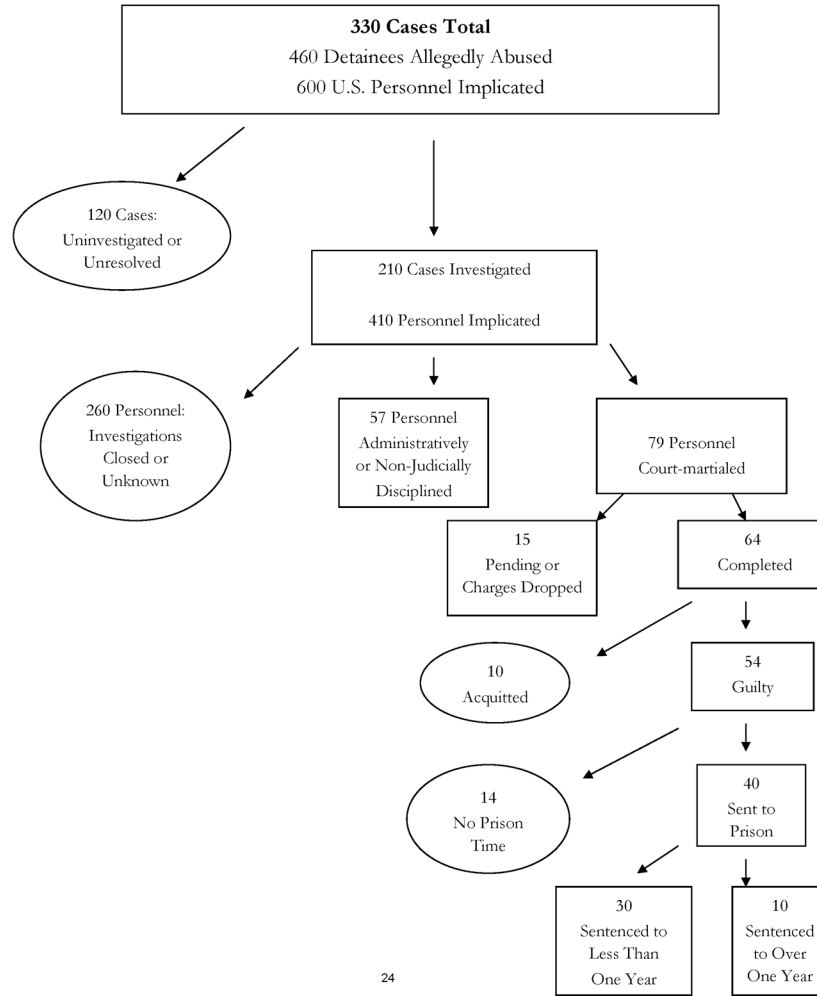 330 Cases Total
460 Detainees Allegedly Abused
600 U.S. Personnel Implicated
120 Cases:
Uninvestigated or
Unresolved
210 Cases Investigated
410 Personnel Implicated
260 Personnel:
Investigations
Closed or
Unknown
57 Personnel
Administratively
or Non-Judicially
Disciplined
79 Personnel
Court-martialed
15
Pending or
Charges Dropped
64
Completed
10
Acquitted
54
Guilty
14
No Prison
Time
40
Sent to
Prison
30
Sentenced to
Less Than
One Year
10
Sentenced
to Over
One Year
24